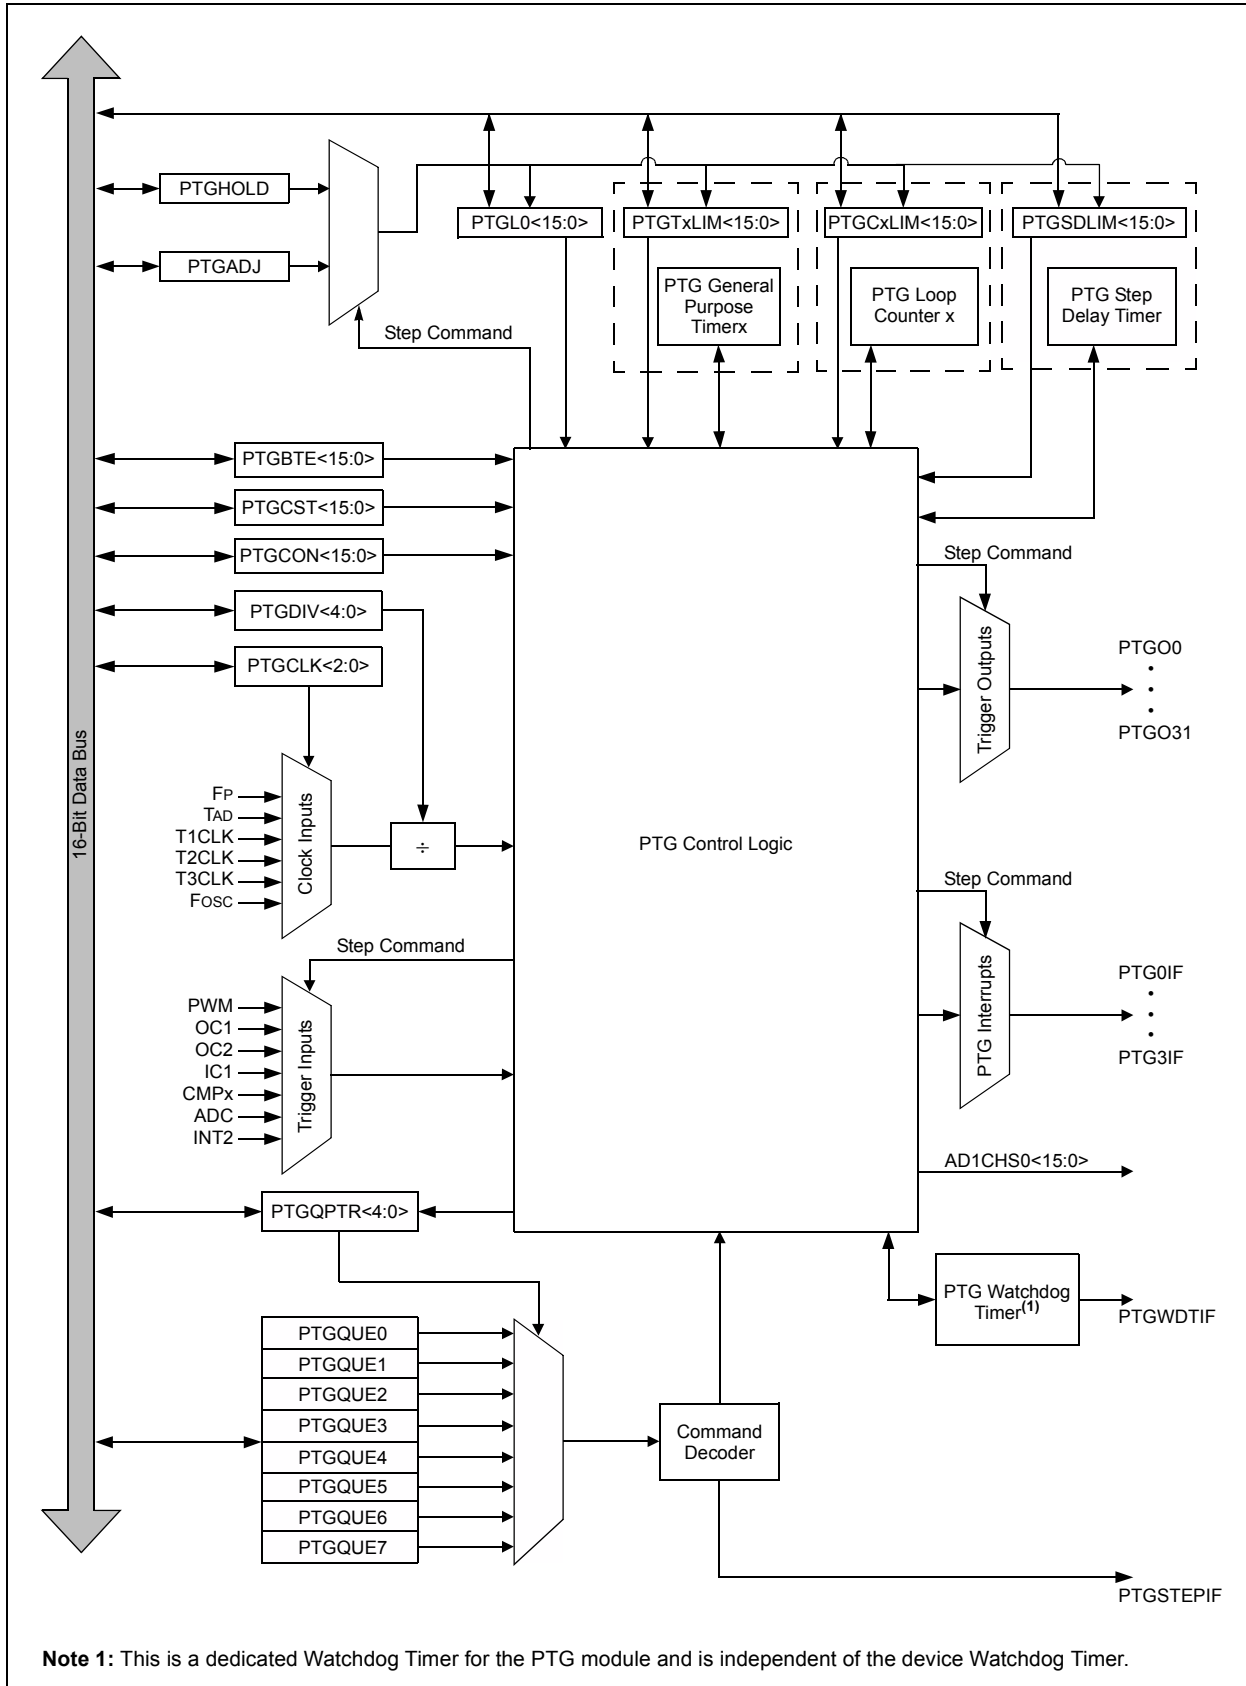 PTGHOLD
PTGADJ
PTGL0<15:0>
PTGTxLIM<15:0>
PTGCxLIM<15:0>
PTGSDLIM<15:0>
PTG General
Purpose
Timerx
PTG Loop
Counter x
PTG Step
Delay Timer
Step Command
PTGBTE<15:0>
PTGCST<15:0>
PTGCON<15:0>
PTGDIV<4:0>
PTGCLK<2:0>
16-Bit Data Bus
FP
TAD
T1CLK
T2CLK
T3CLK
FOSC
Clock Inputs
÷
PTG Control Logic
Step Command
Trigger Outputs
PTGO0
•
•
•
PTGO31
Step Command
PWM
OC1
OC2
IC1
CMPx
ADC
INT2
Trigger Inputs
Step Command
PTG Interrupts
PTG0IF
•
•
•
PTG3IF
AD1CHS0<15:0>
PTGQPTR<4:0>
PTG Watchdog
Timer(1)
PTGWDTIF
PTGQUE0
PTGQUE1
PTGQUE2
PTGQUE3
PTGQUE4
PTGQUE5
PTGQUE6
PTGQUE7
Command
Decoder
PTGSTEPIF
Note 1: This is a dedicated Watchdog Timer for the PTG module and is independent of the device Watchdog Timer.